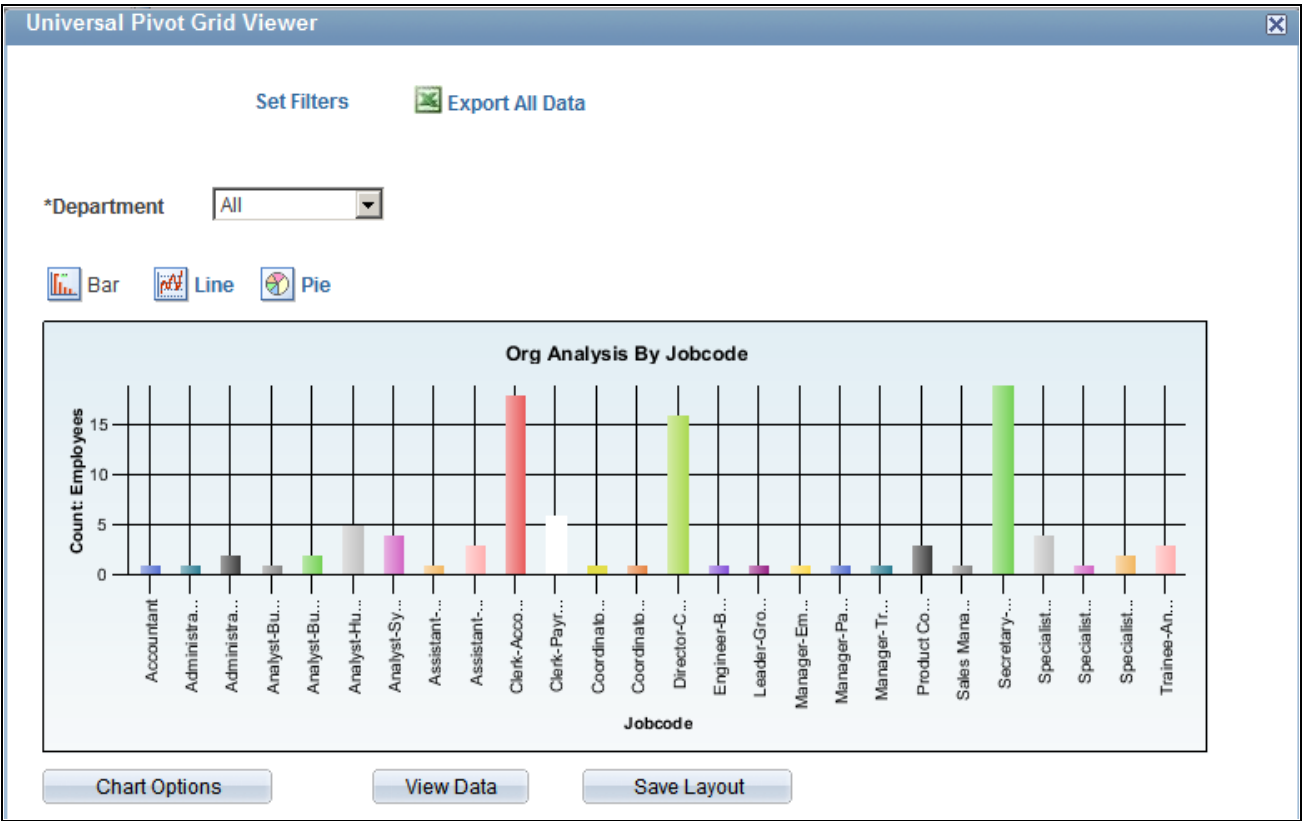 Universal Pivot Grid Viewer
Set Filters Export All Data
*Department All
Bar Line Pie
Org Analysis By Jobcode
Count: Employees
15
10
5
0
Accountant
Administra...
Administra...
Analyst-Bu...
Analyst-Bu...
Analyst-Hu...
Analyst-Sy...
Assistant-...
Assistant-...
Clerk-Acco...
Clerk-Payr...
Coordinato...
Coordinato...
Director-C...
Engineer-B...
Leader-Gro...
Manager-Em...
Manager-Pa...
Manager-Tr...
Product Co...
Sales Mana...
Secretary-...
Specialist...
Specialist...
Specialist...
Trainee-An...
Jobcode
Chart Options View Data Save Layout